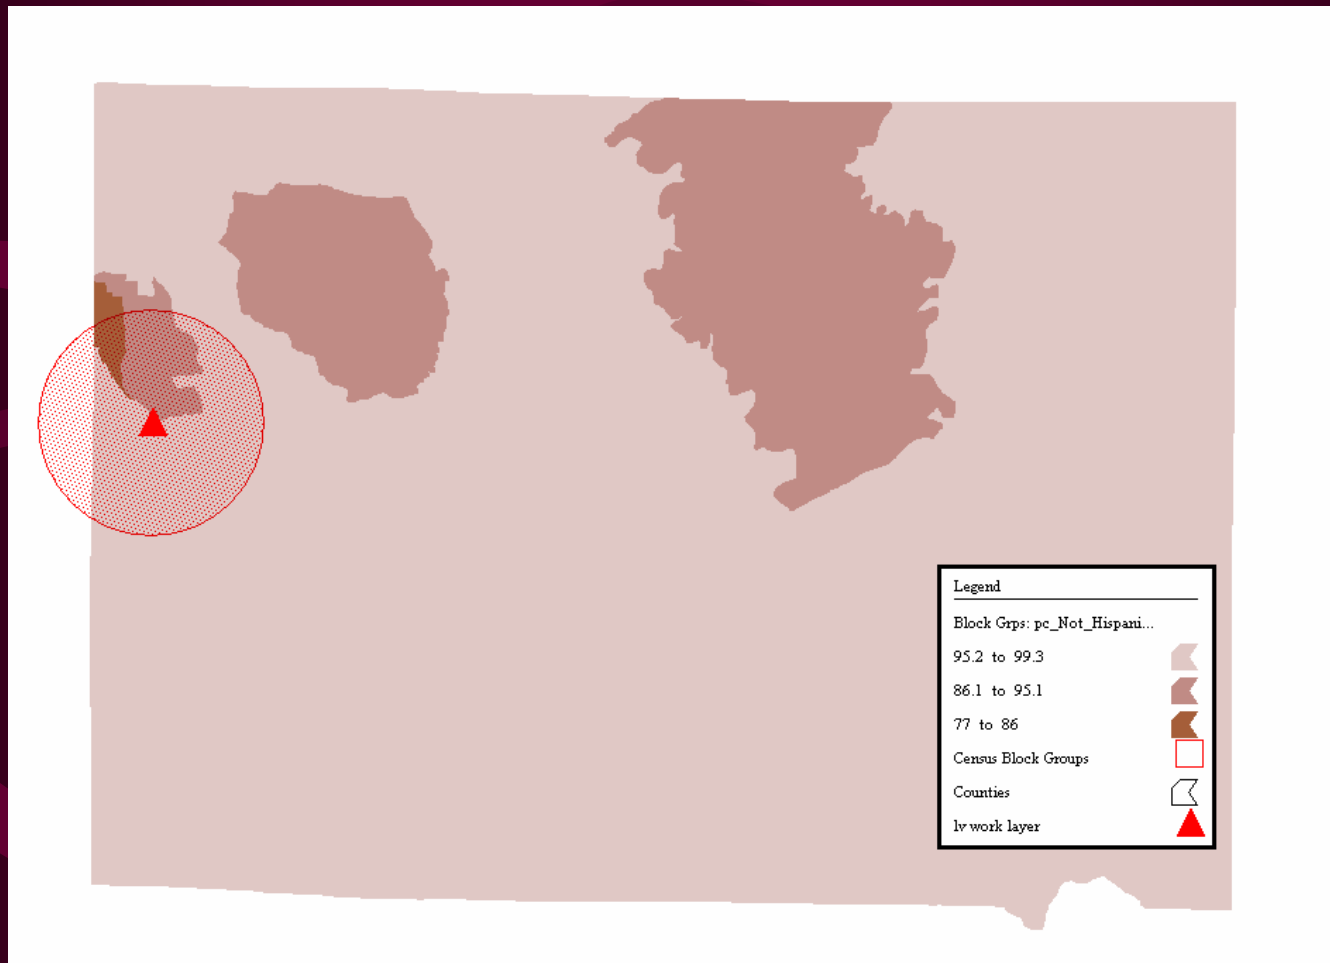 Legend
Block Grps: pc_Not_Hispani...
95.2 to 99.3
86.1 to 95.1
77 to 86
Census Block Groups
Counties
lv work layer